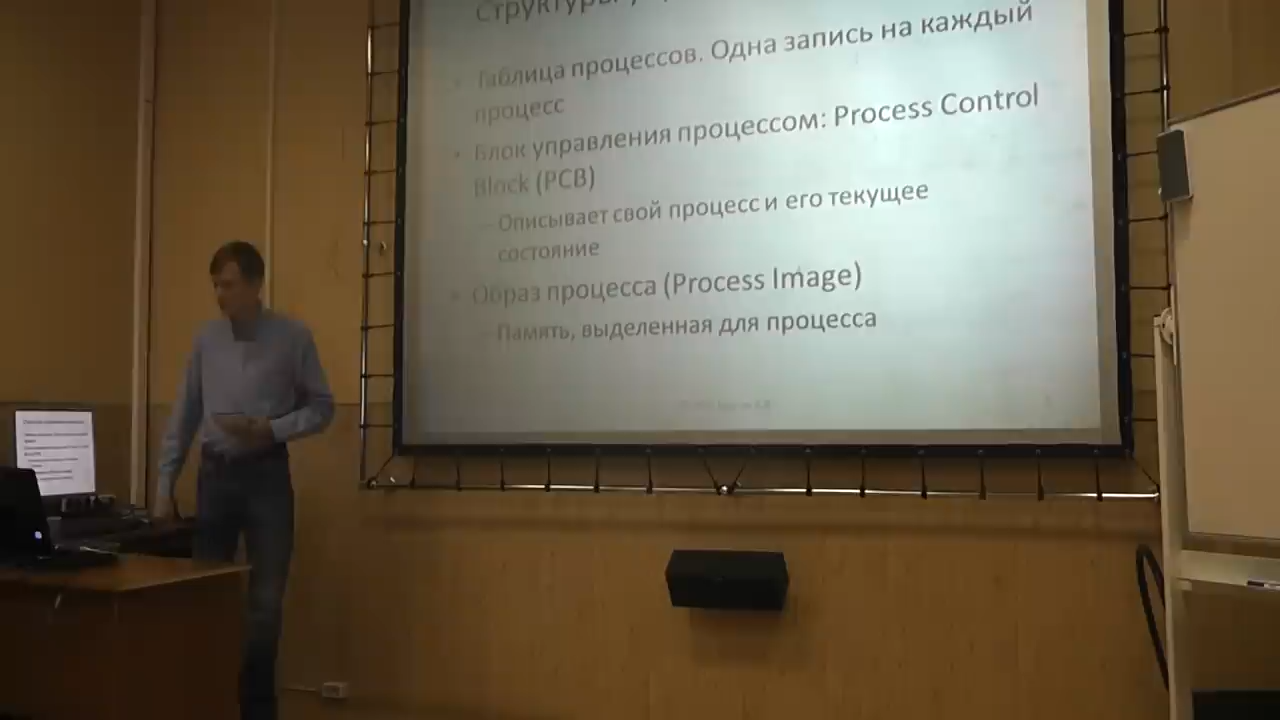 Структуры
Таблица процессов. Одна запись на каждый
процесс
Блок управления процессом: Process Control
Block (PCB)
Описывает свой процесс и его текущее
состояние
Образ процесса (Process Image)
Память, выделенная для процесса